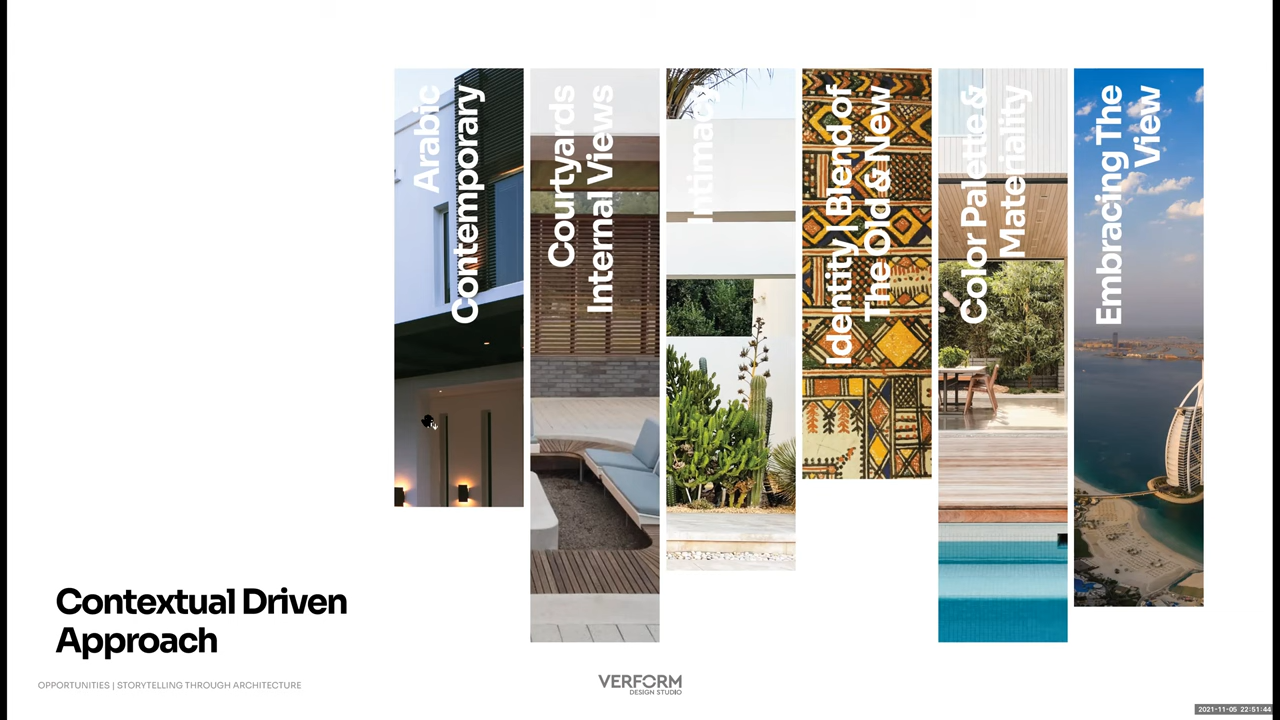 Arabic
Contemporary
Courtyards
Internal Views
Intimacy
Identity | Blend of
The Old & New
Color Palette &
Materiality
Embracing The
View
Contextual Driven
Approach
OPPORTUNITIES | STORYTELLING THROUGH ARCHITECTURE
VERFORM
DESIGN STUDIO
2021-11-05 22:51:44